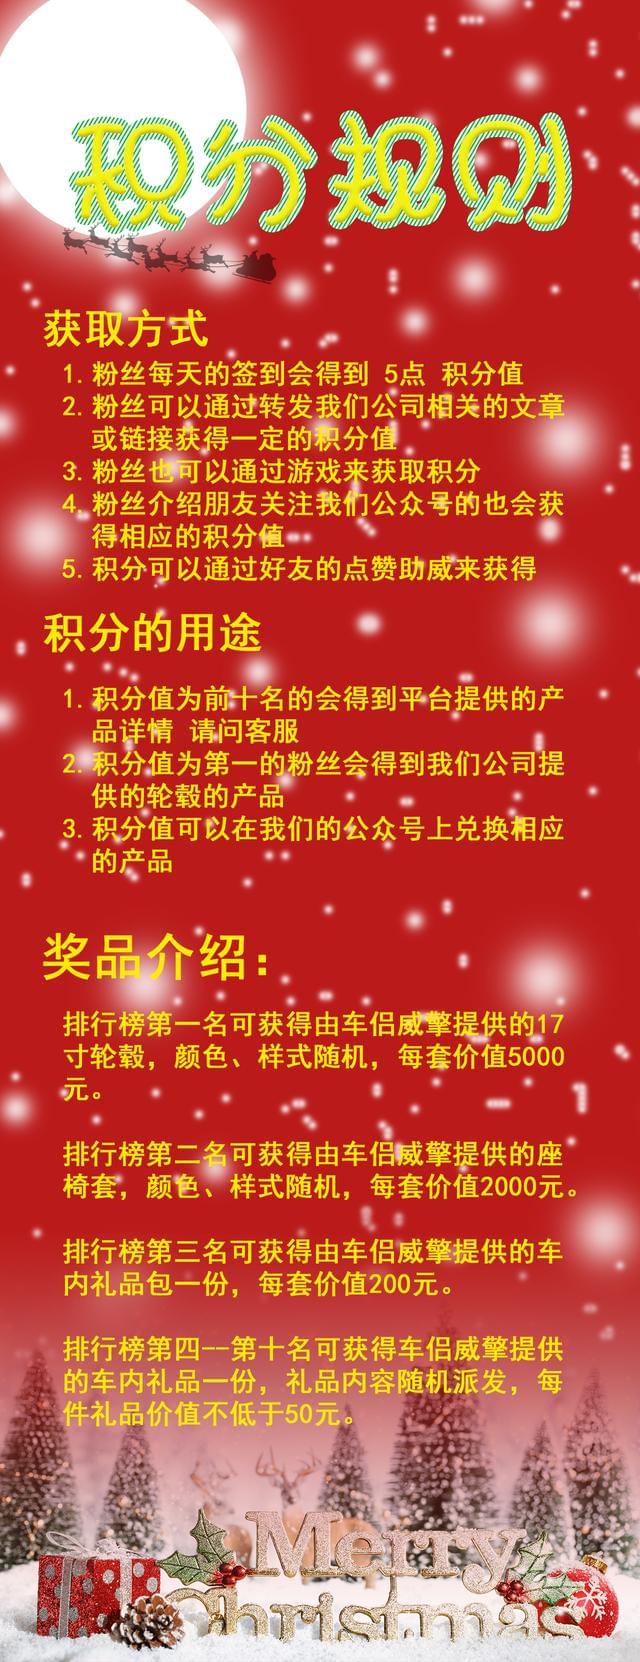 积分规则
获取方式
1. 粉丝每天的签到会得到 5点 积分值
2. 粉丝可以通过转发我们公司相关的文章
或链接获得一定的积分值
3. 粉丝也可以通过游戏来获取积分
4. 粉丝介绍朋友关注我们公众号的也会获
得相应的积分值
5. 积分可以通过好友的点赞助威来获得
积分的用途
1. 积分值为前十名的会得到平台提供的产
品详情 请问客服
2. 积分值为第一的粉丝会得到我们公司提
供的轮毂的产品
3. 积分值可以在我们的公众号上兑换相应
的产品
奖品介绍：
排行榜第一名可获得由车侣威擎提供的17
寸轮毂，颜色、样式随机，每套价值5000
元。
排行榜第二名可获得由车侣威擎提供的座
椅套，颜色、样式随机，每套价值2000元。
排行榜第三名可获得由车侣威擎提供的车
内礼品包一份，每套价值200元。
排行榜第四--第十名可获得车侣威擎提供
的车内礼品一份，礼品内容随机派发，每
件礼品价值不低于50元。
Merry
Christmas